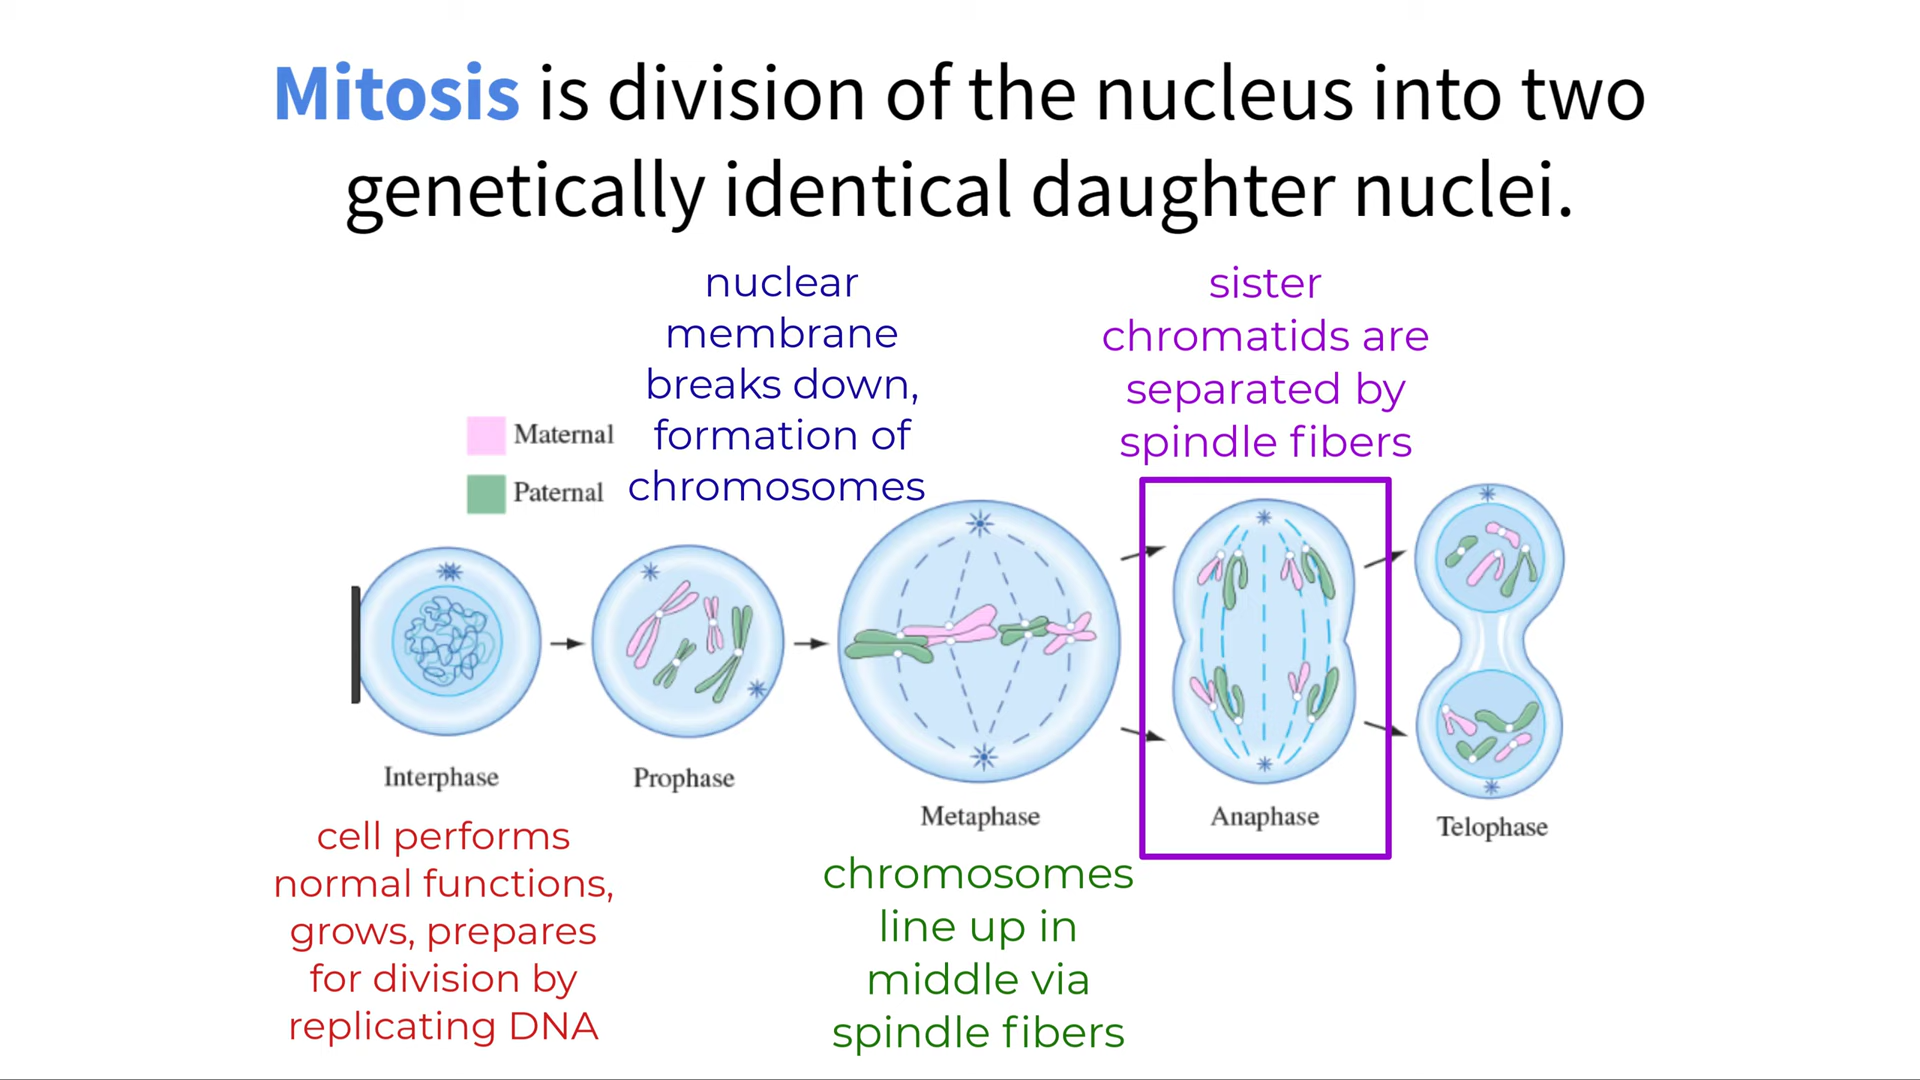 Mitosis is division of the nucleus into two
genetically identical daughter nuclei.
nuclear
membrane
breaks down,
formation of
chromosomes
sister
chromatids are
separated by
spindle fibers
Maternal
Paternal
Interphase
Prophase
Metaphase
Anaphase
Telophase
cell performs
normal functions,
grows, prepares
for division by
replicating DNA
chromosomes
line up in
middle via
spindle fibers